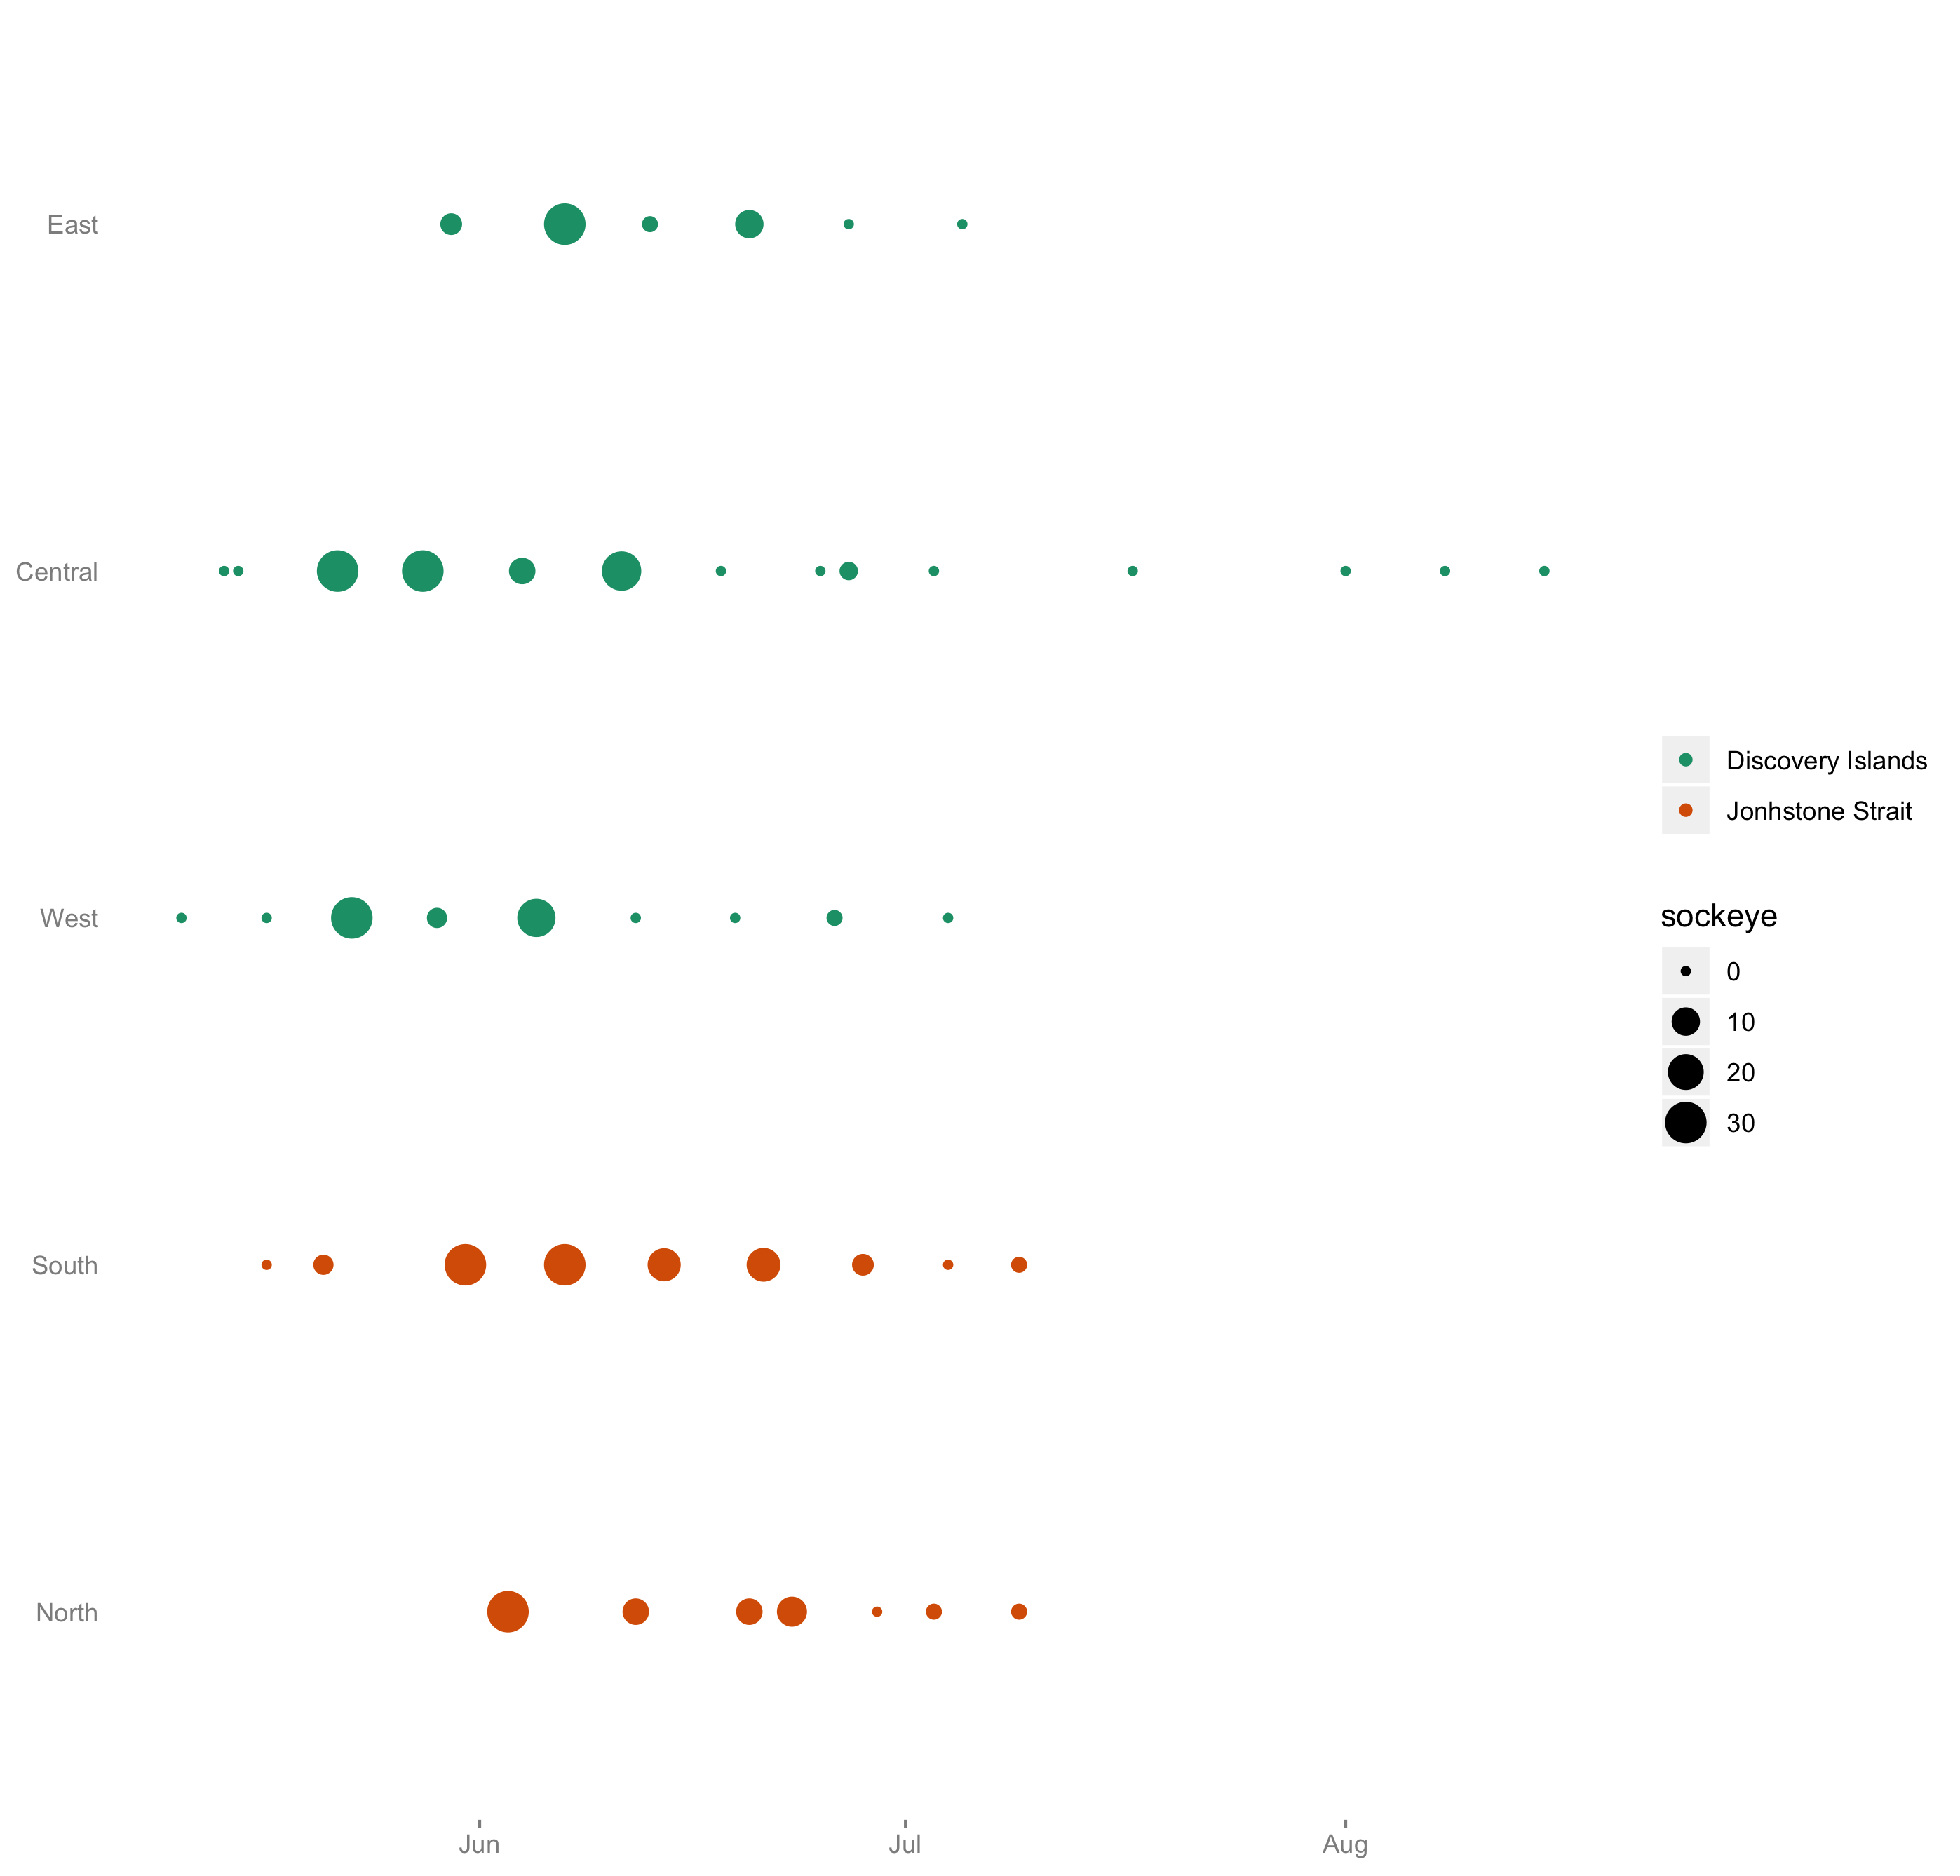 East
Central
West
South
North
Jun
Jul
Aug
Discovery Islands
Jonhstone Strait
sockeye
0
10
20
30